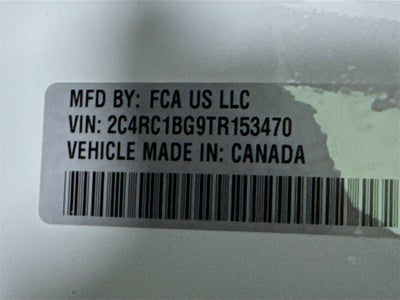 MFD BY: FCA US LLC
VIN: 2C4RC1BG9TR153470
VEHICLE MADE IN: CANADA